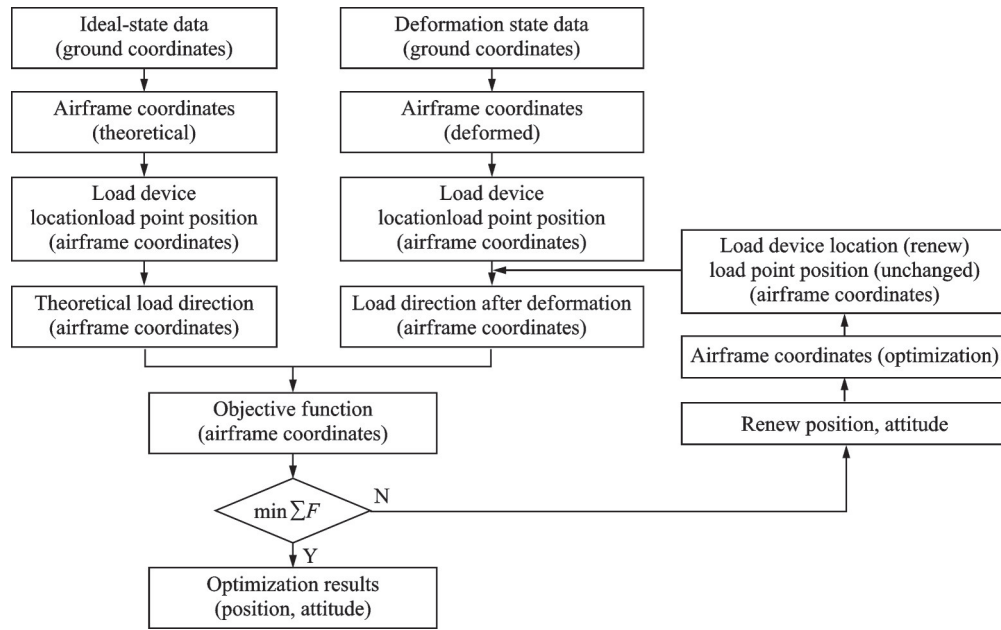 Ideal-state data
(ground coordinates)
Deformation state data
(ground coordinates)
Airframe coordinates
(theoretical)
Airframe coordinates
(deformed)
Load device
locationload point position
(airframe coordinates)
Load device
locationload point position
(airframe coordinates)
Load device location (renew)
load point position (unchanged)
(airframe coordinates)
Theoretical load direction
(airframe coordinates)
Load direction after deformation
(airframe coordinates)
Airframe coordinates (optimization)
Objective function
(airframe coordinates)
Renew position, attitude
min ∑F
N
Y
Optimization results
(position, attitude)